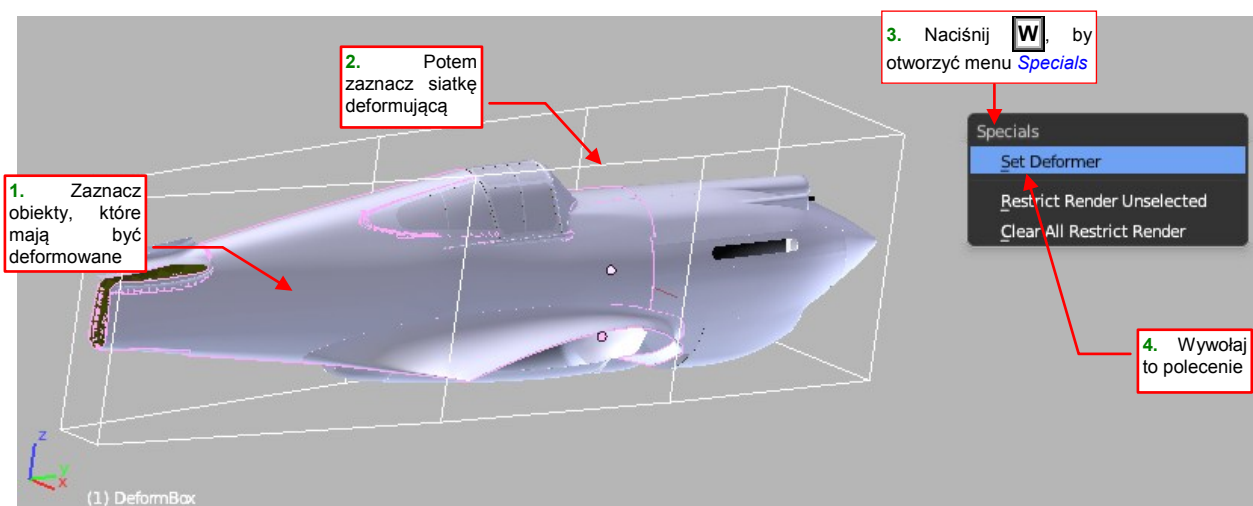 3. Naciśnij W, by
otworzyć menu Specials
2. Potem
zaznacz siatkę
deformującą
Specials
Set Deformer
Restrict Render Unselected
Clear All Restrict Render
1. Zaznacz
obiekty, które
mają być
deformowane
4. Wywołaj
to polecenie
z
y
x
(1) DeformBox